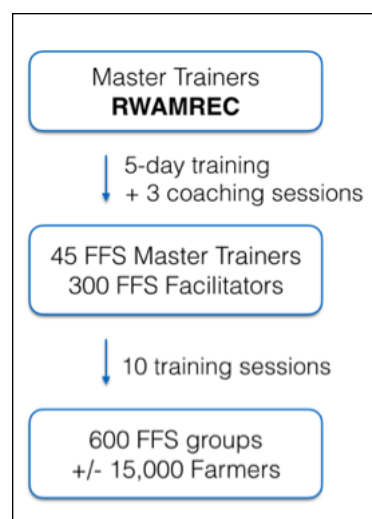 Master Trainers
RWAMREC
5-day training
+ 3 coaching sessions
45 FFS Master Trainers
300 FFS Facilitators
10 training sessions
600 FFS groups
+/- 15,000 Farmers